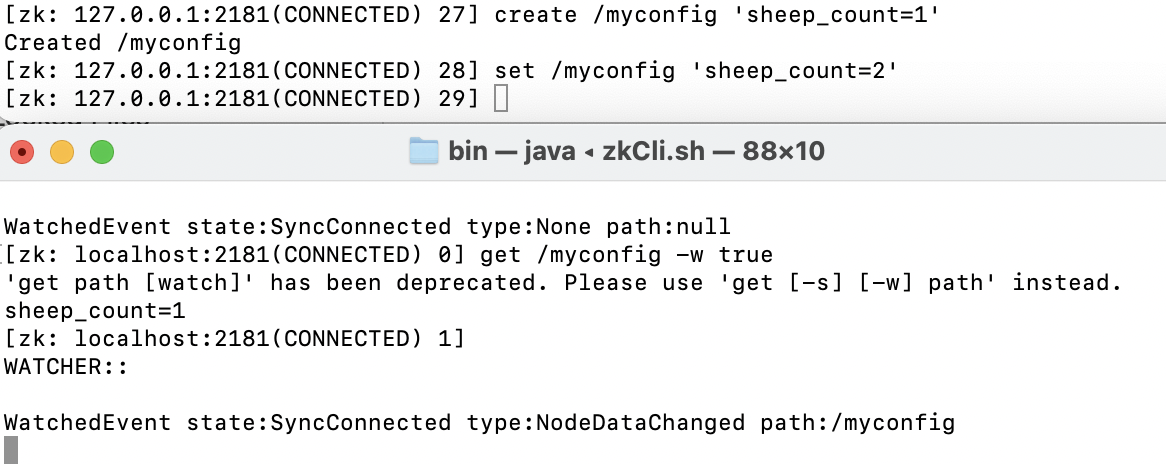 [zk: 127.0.0.1:2181(CONNECTED) 27] create /myconfig 'sheep_count=1'
Created /myconfig
[zk: 127.0.0.1:2181(CONNECTED) 28] set /myconfig 'sheep_count=2'
[zk: 127.0.0.1:2181(CONNECTED) 29]
bin — java ◂ zkCli.sh — 88×10
WatchedEvent state:SyncConnected type:None path:null
[zk: localhost:2181(CONNECTED) 0] get /myconfig -w true
'get path [watch]' has been deprecated. Please use 'get [-s] [-w] path' instead.
sheep_count=1
[zk: localhost:2181(CONNECTED) 1]
WATCHER::
WatchedEvent state:SyncConnected type:NodeDataChanged path:/myconfig